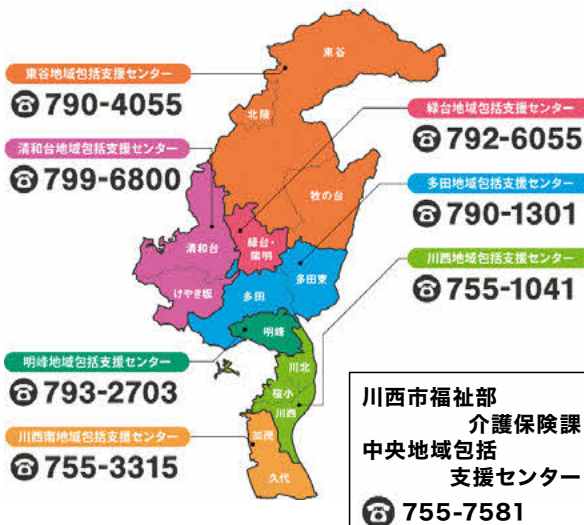 東谷地域包括支援センター
790-4055
清和台地域包括支援センター
799-6800
緑台地域包括支援センター
792-6055
多田地域包括支援センター
790-1301
川西地域包括支援センター
755-1041
明峰地域包括支援センター
793-2703
川西南地域包括支援センター
755-3315
東谷
北陵
牧の台
清和台
緑台・
陽明
けやき坂
多田
多田東
明峰
川北
桜小
川西
加茂
久代
川西市福祉部
介護保険課
中央地域包括
支援センター
755-7581